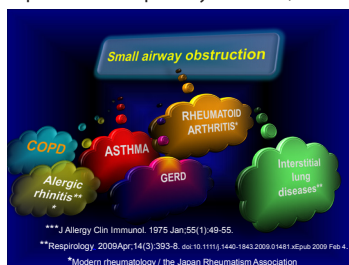 Small airway obstruction
RHEUMATOID
ARTHRITIS*
COPD
ASTHMA
Alergic
rhinitis**
*
GERD
Interstitial
lung
diseases**
***J Allergy Clin Immunol. 1975 Jan;55(1):49-55.
**Respirology 2009Apr;14(3):393-8. doi:10.1111/j.1440-1843.2009.01481.xEpub 2009 Feb 4.
*Modern rheumatology / the Japan Rheumatism Association